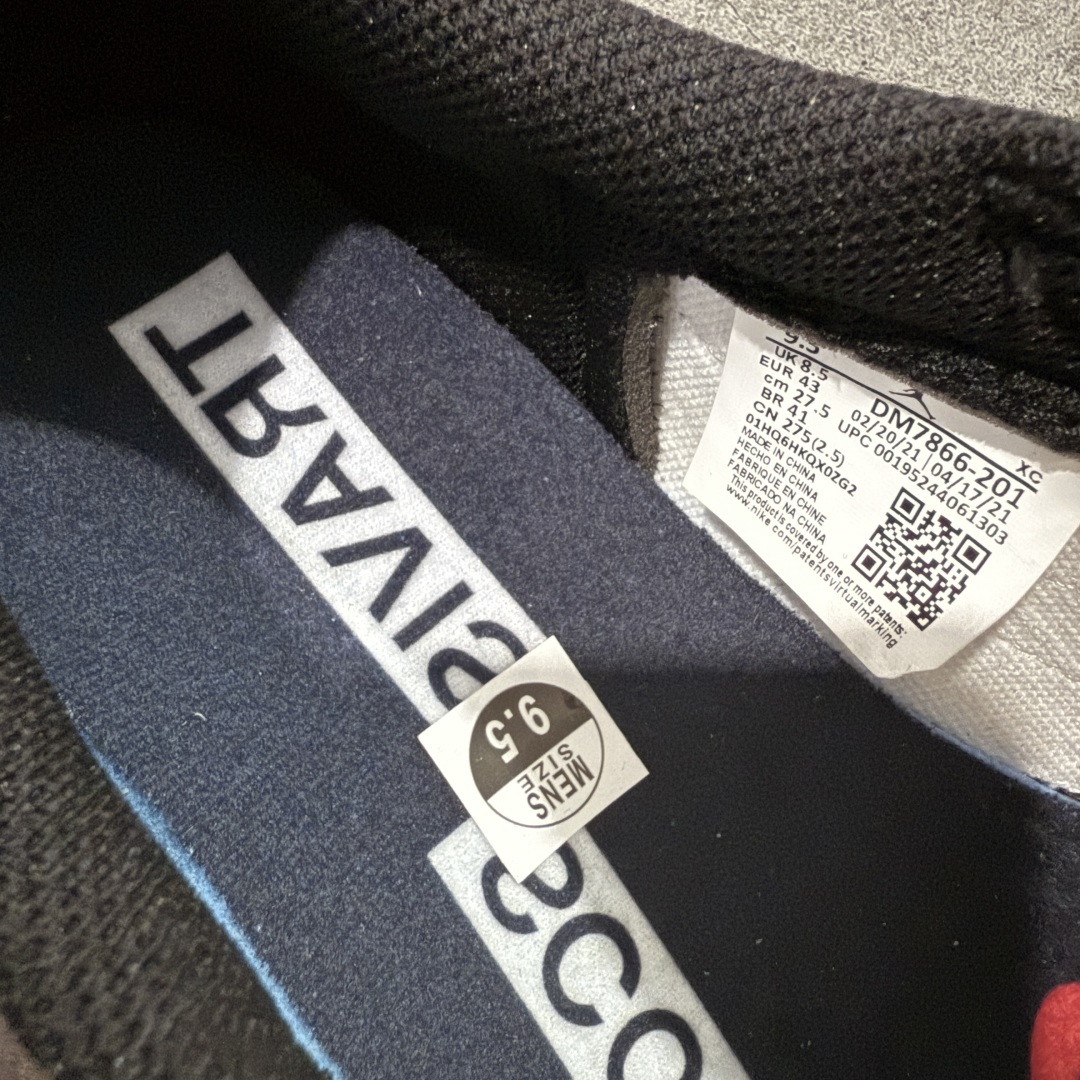 TRAVIS
SCO
9.5
MENS
SIZE
9.5
UK 8.5
EUR 43
cm 27.5
BR 41
CN 275(2.5)
01HQ6HKQX0ZG2
MADE IN CHINA
HECHO EN CHINA
FABRIQUE EN CHINE
FABRICADO NA CHINA
This product is covered by one or more patents:
www.nike.com/patentsvirtualmarking
XC
DM7866-201
02/20/21 04/17/21
UPC 00195244061303